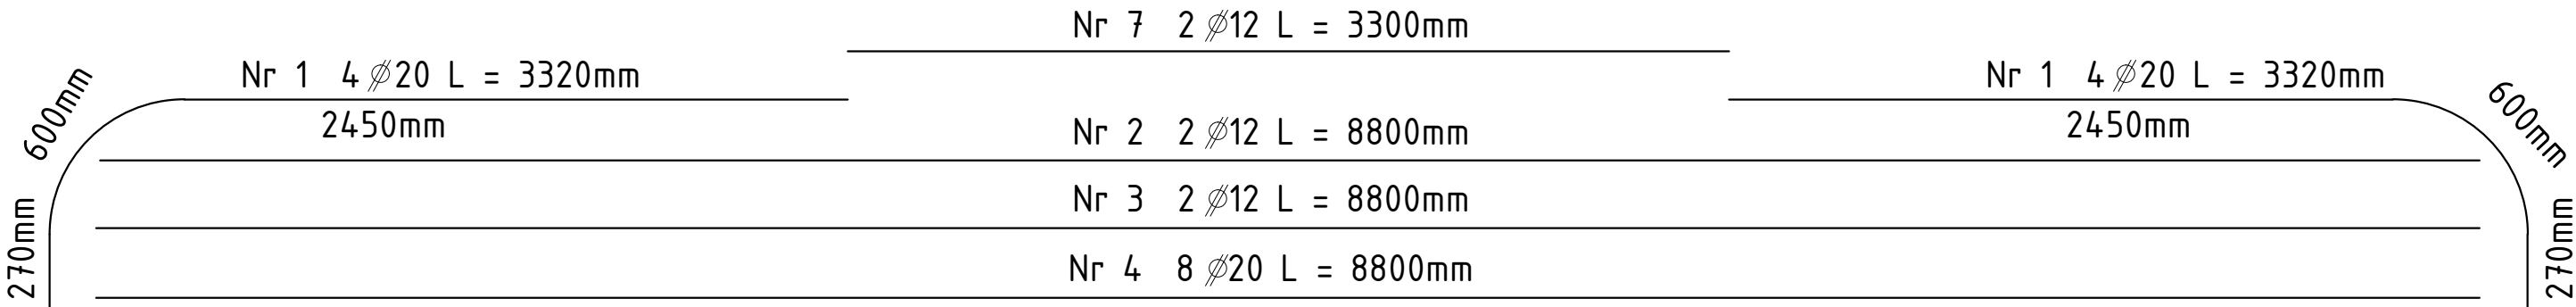 Nr 7 2 ⌀12 L = 3300mm
Nr 1 4 ⌀20 L = 3320mm
Nr 1 4 ⌀20 L = 3320mm
600mm
600mm
2450mm
2450mm
Nr 2 2 ⌀12 L = 8800mm
Nr 3 2 ⌀12 L = 8800mm
270mm
270mm
Nr 4 8 ⌀20 L = 8800mm